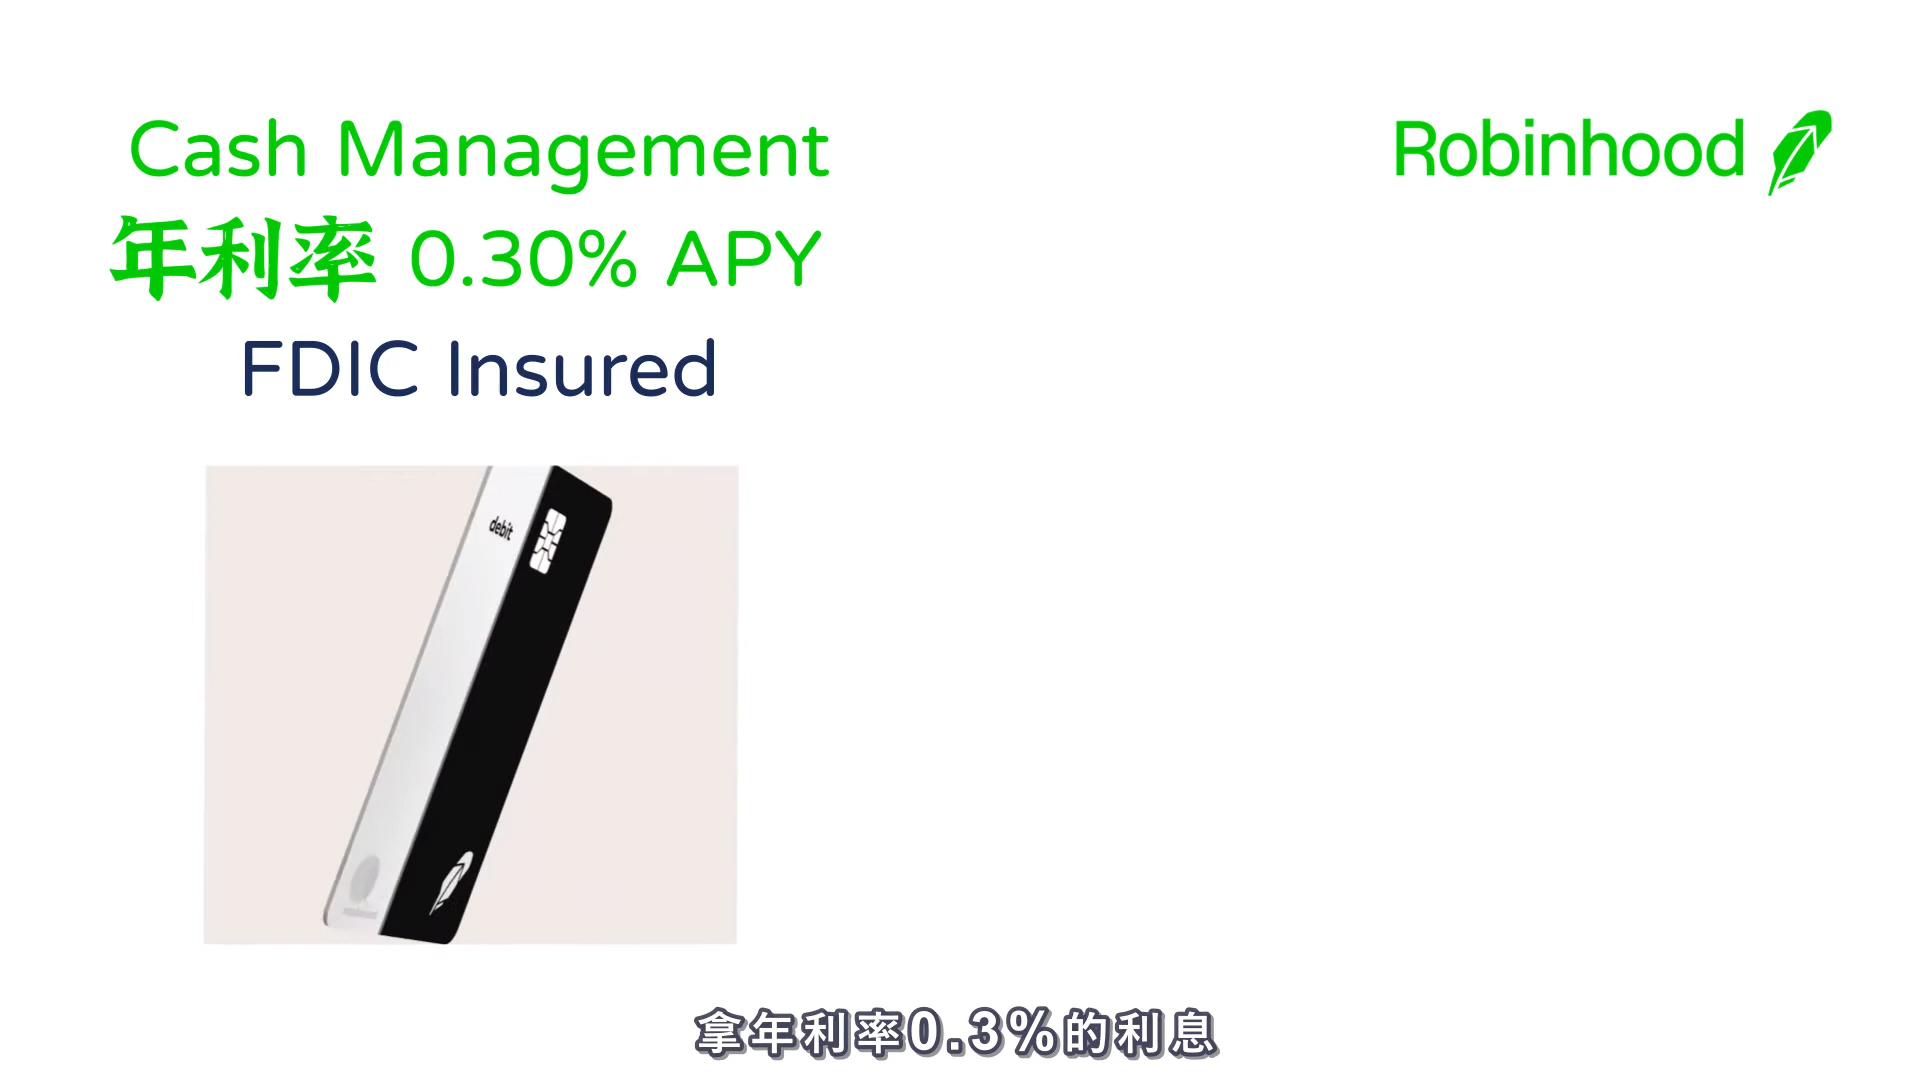 Cash Management
Robinhood
年利率 0.30% APY
FDIC Insured
debit
拿年利率0.3%的利息